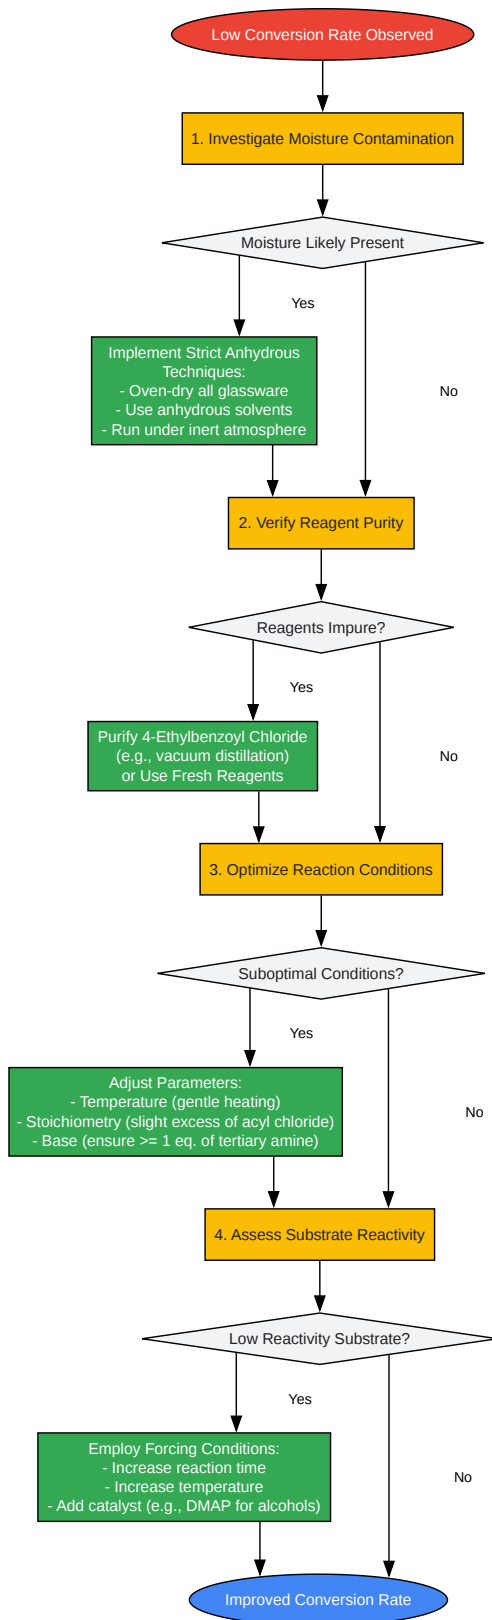 Low Conversion Rate Observed
1. Investigate Moisture Contamination
Moisture Likely Present
Yes
Implement Strict Anhydrous
Techniques:
- Oven-dry all glassware
- Use anhydrous solvents
- Run under inert atmosphere
No
2. Verify Reagent Purity
Reagents Impure?
Yes
Purify 4-Ethylbenzoyl Chloride
(e.g., vacuum distillation)
or Use Fresh Reagents
No
3. Optimize Reaction Conditions
Suboptimal Conditions?
Yes
Adjust Parameters:
- Temperature (gentle heating)
- Stoichiometry (slight excess of acyl chloride)
- Base (ensure >= 1 eq. of tertiary amine)
No
4. Assess Substrate Reactivity
Low Reactivity Substrate?
Yes
Employ Forcing Conditions:
- Increase reaction time
- Increase temperature
- Add catalyst (e.g., DMAP for alcohols)
No
Improved Conversion Rate